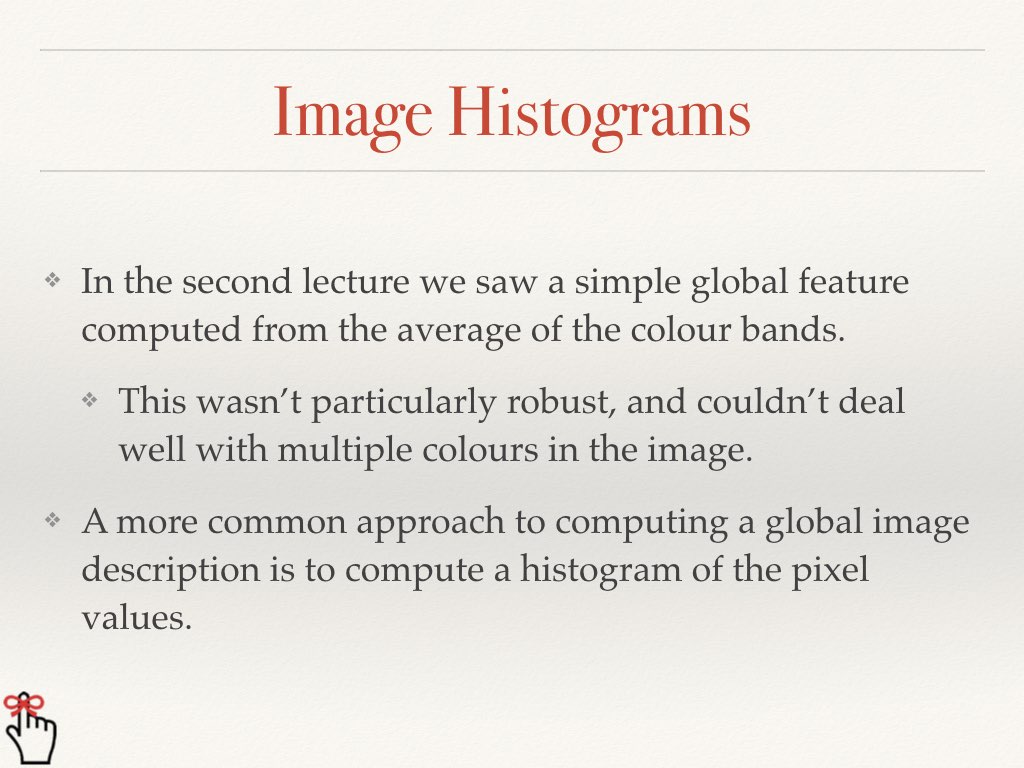 Image Histograms
❖ In the second lecture we saw a simple global feature
computed from the average of the colour bands.
❖ This wasn’t particularly robust, and couldn’t deal
well with multiple colours in the image.
❖ A more common approach to computing a global image
description is to compute a histogram of the pixel
values.